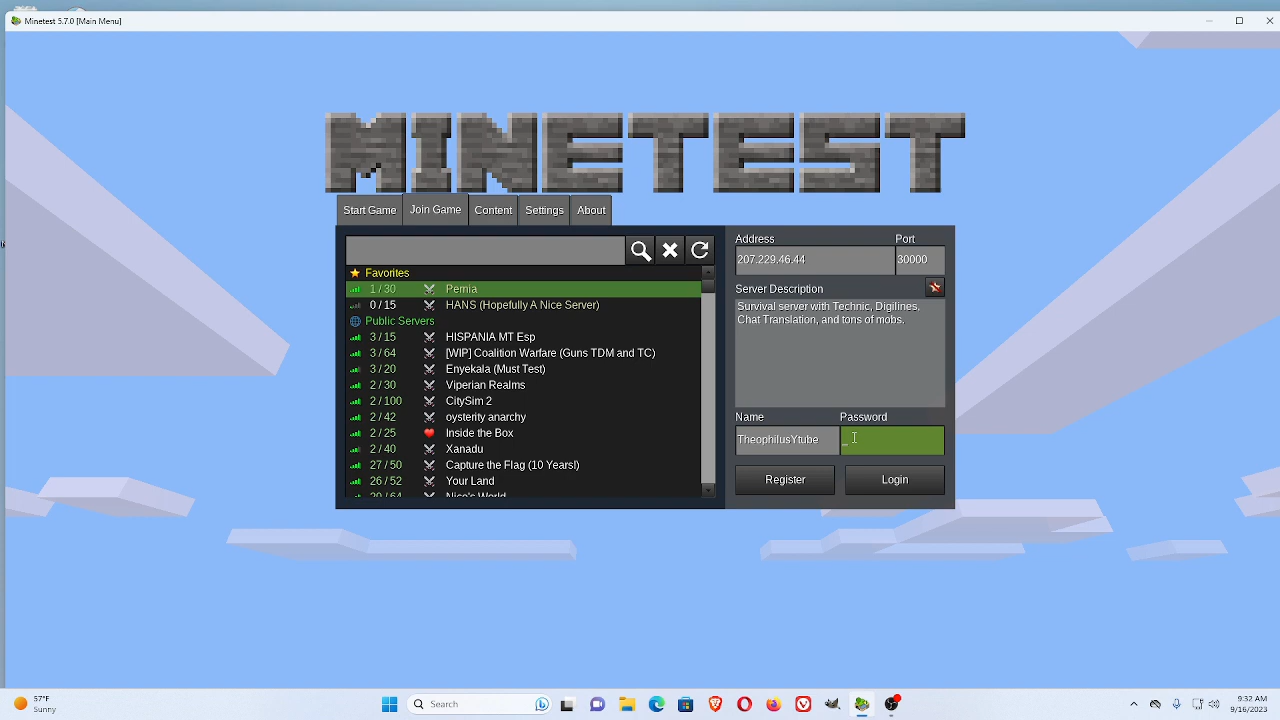 Minetest 5.7.0 [Main Menu]
MINETEST
Start Game Join Game Content Settings About
Address Port
207.229.46.44 30000
Server Description
Survival server with Technic, Digilines,
Chat Translation, and tons of mobs.
Favorites
1 / 30 Pernia
0 / 15 HANS (Hopefully A Nice Server)
Public Servers
3 / 15 HISPANIA MT Esp
3 / 64 [WIP] Coalition Warfare (Guns TDM and TC)
3 / 20 Enyekala (Must Test)
2 / 30 Viperian Realms
2 / 100 CitySim 2
2 / 42 oysterity anarchy
2 / 25 Inside the Box
2 / 40 Xanadu
27 / 50 Capture the Flag (10 Years!)
26 / 52 Your Land
Name Password
TheophilusYtube _
Register Login
57°F
Sunny
Search
9:32 AM
9/16/2023